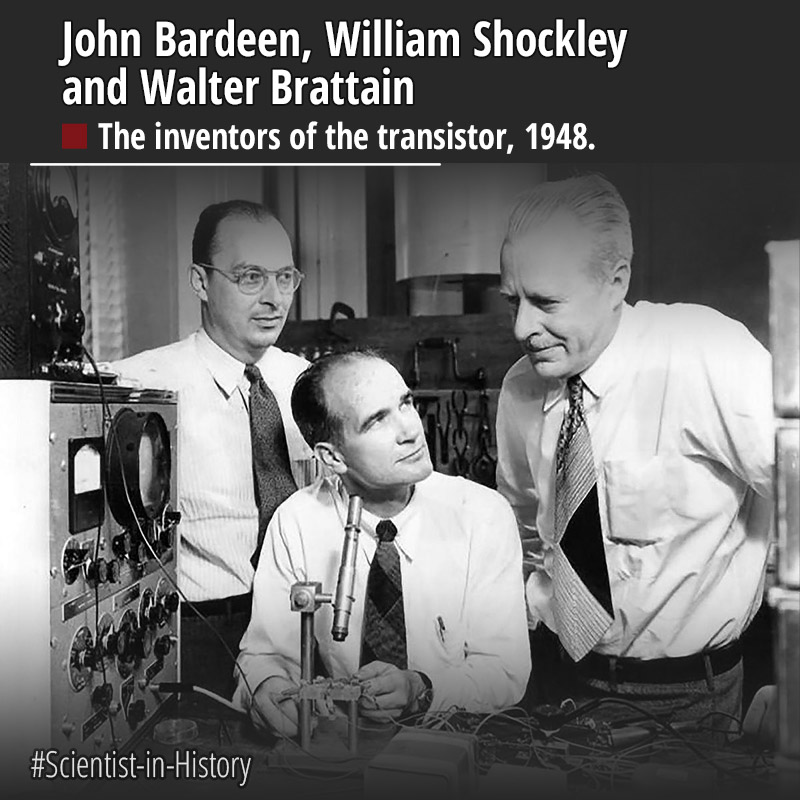 John Bardeen, William Shockley
and Walter Brattain
The inventors of the transistor, 1948.
#Scientist-in-History